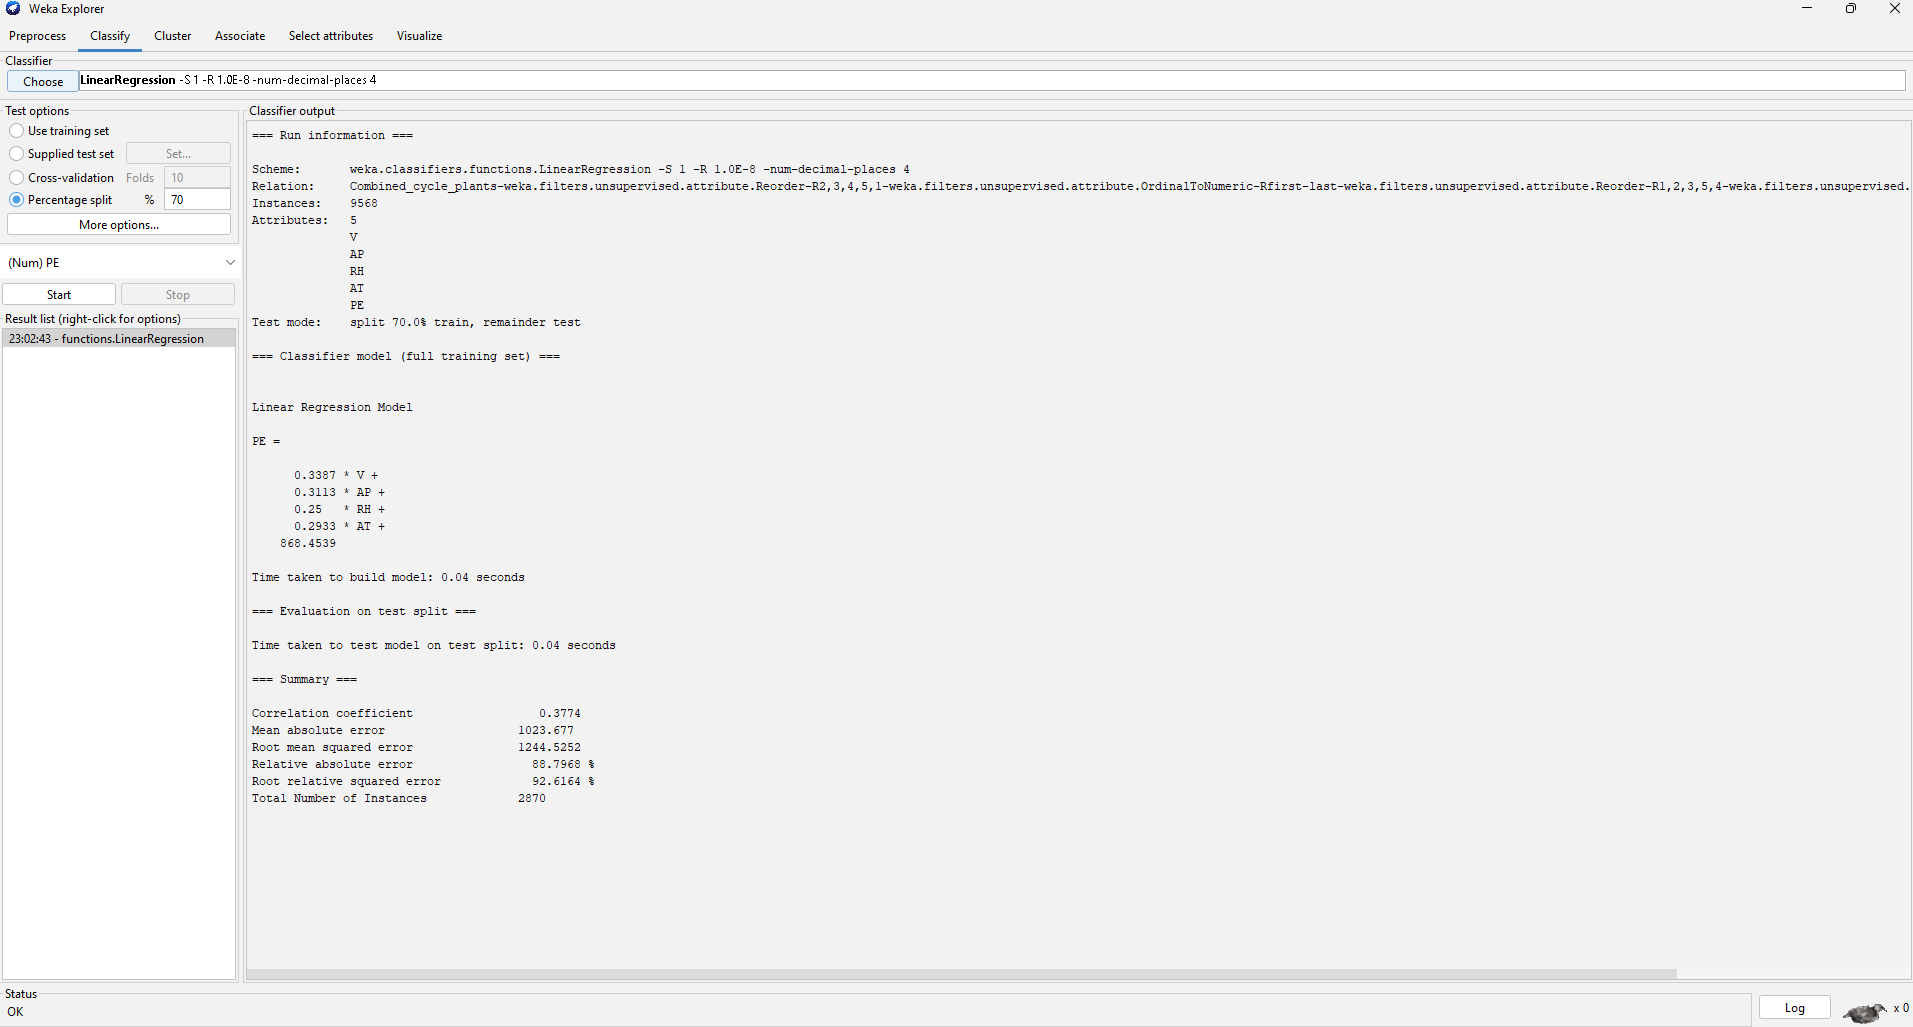 Weka Explorer
Preprocess Classify Cluster Associate Select attributes Visualize
Classifier
Choose LinearRegression -S 1 -R 1.0E-8 -num-decimal-places 4
Test options
Use training set
Supplied test set Set...
Cross-validation Folds 10
Percentage split % 70
More options...
(Num) PE
Start Stop
Result list (right-click for options)
23:02:43 - functions.LinearRegression
Classifier output
=== Run information ===
Scheme: weka.classifiers.functions.LinearRegression -S 1 -R 1.0E-8 -num-decimal-places 4
Relation: Combined_cycle_plants-weka.filters.unsupervised.attribute.Reorder-R2,3,4,5,1-weka.filters.unsupervised.attribute.OrdinalToNumeric-Rfirst-last-weka.filters.unsupervised.attribute.Reorder-R1,2,3,5,4-weka.filters.unsupervised.
Instances: 9568
Attributes: 5
V
AP
RH
AT
PE
Test mode: split 70.0% train, remainder test
=== Classifier model (full training set) ===
Linear Regression Model
PE =
0.3387 * V +
0.3113 * AP +
0.25 * RH +
0.2933 * AT +
868.4539
Time taken to build model: 0.04 seconds
=== Evaluation on test split ===
Time taken to test model on test split: 0.04 seconds
=== Summary ===
Correlation coefficient 0.3774
Mean absolute error 1023.677
Root mean squared error 1244.5252
Relative absolute error 88.7968 %
Root relative squared error 92.6164 %
Total Number of Instances 2870
Status
OK
Log x 0